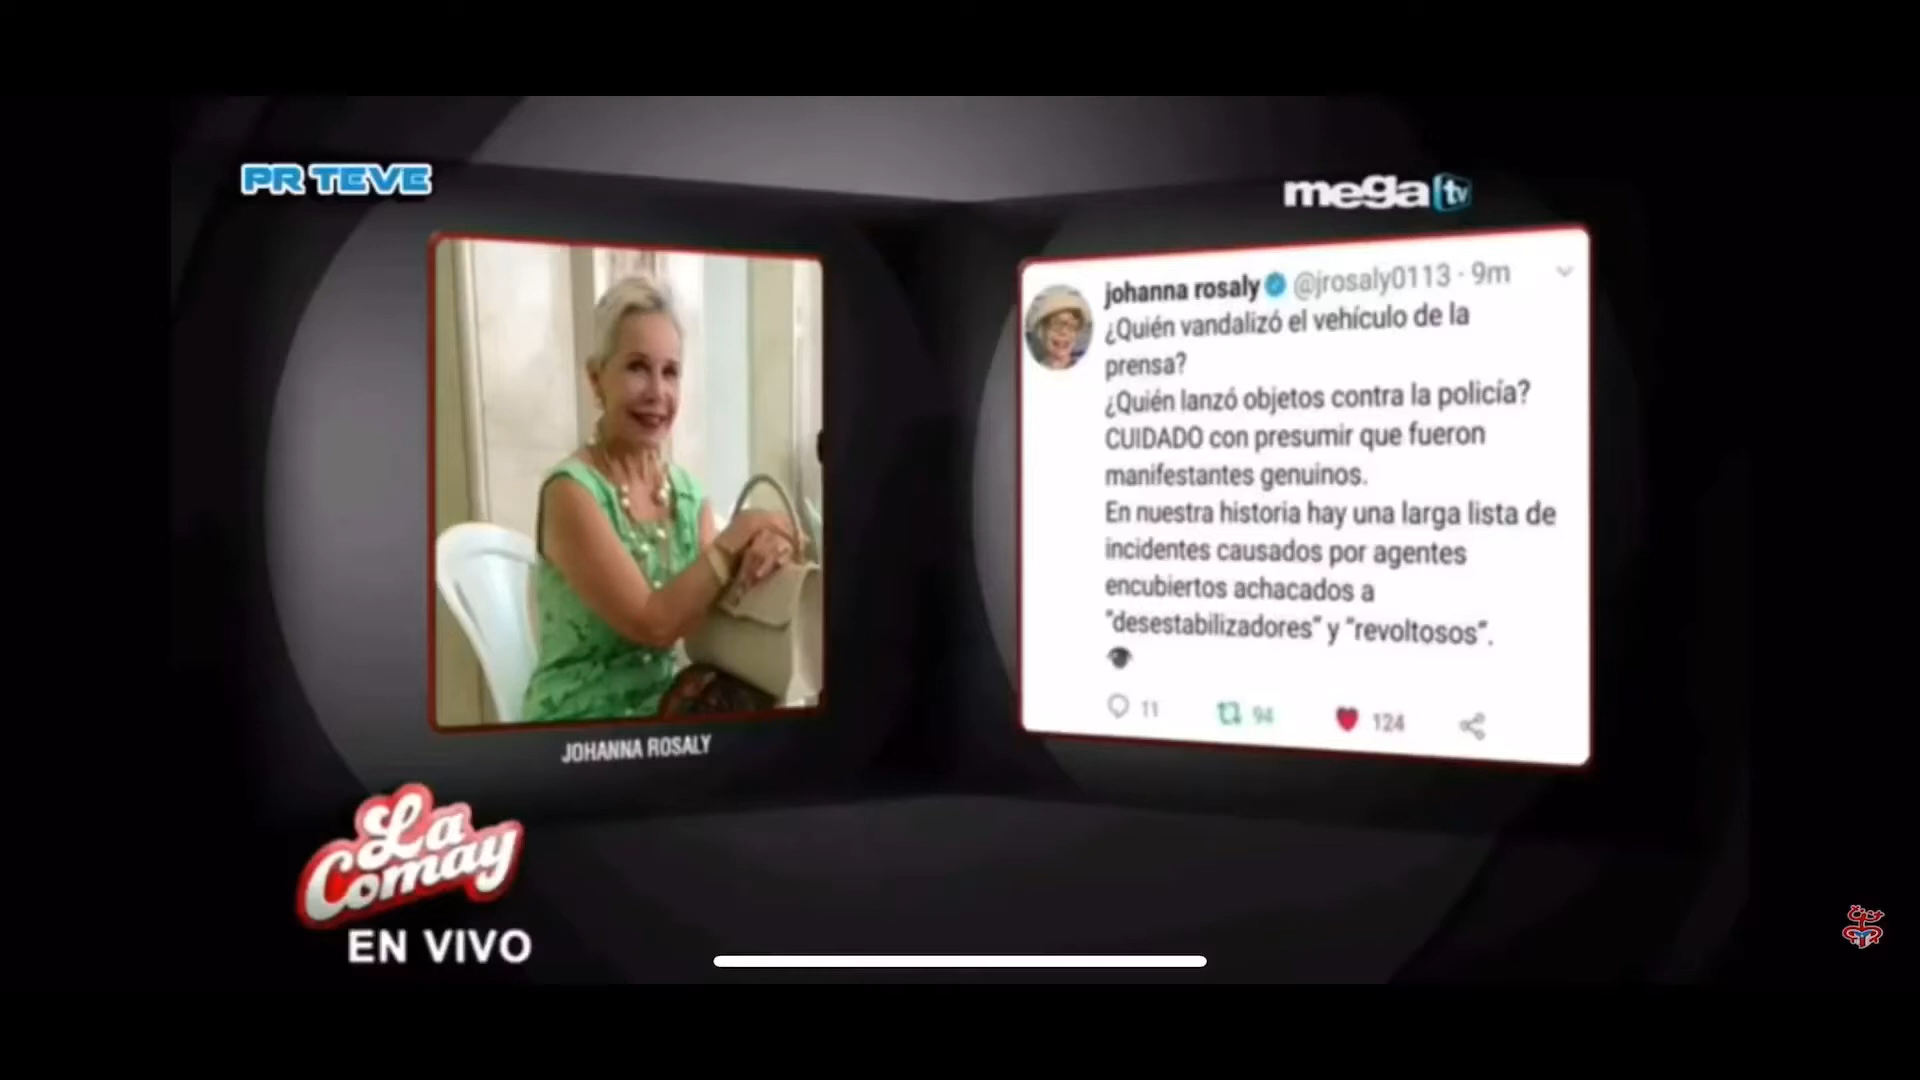 PR TEVE
mega tv
johanna rosaly @jrosaly0113 · 9m
¿Quién vandalizó el vehículo de la
prensa?
¿Quién lanzó objetos contra la policía?
CUIDADO con presumir que fueron
manifestantes genuinos.
En nuestra historia hay una larga lista de
incidentes causados por agentes
encubiertos achacados a
"desestabilizadores" y "revoltosos".
11 94 124
JOHANNA ROSALY
La
Comay
EN VIVO